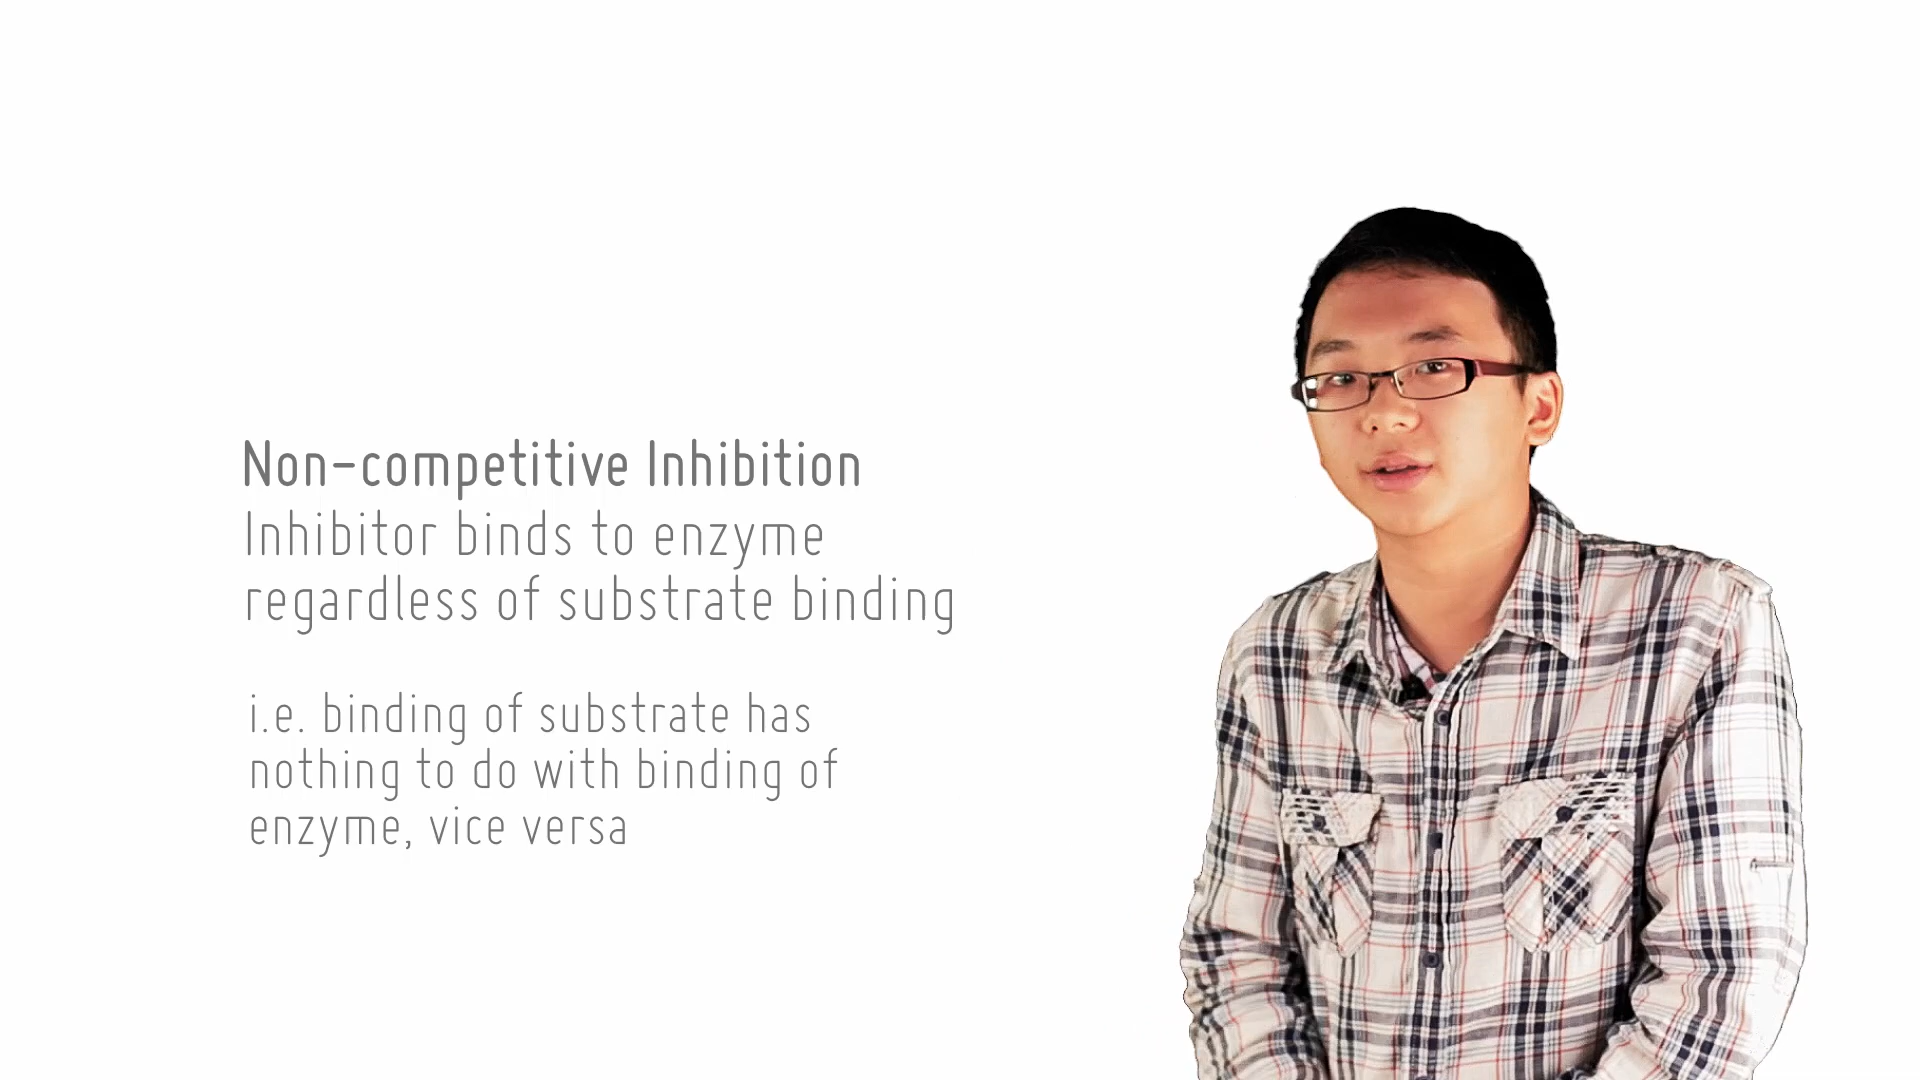 Non-competitive Inhibition
Inhibitor binds to enzyme
regardless of substrate binding
i.e. binding of substrate has
nothing to do with binding of
enzyme, vice versa